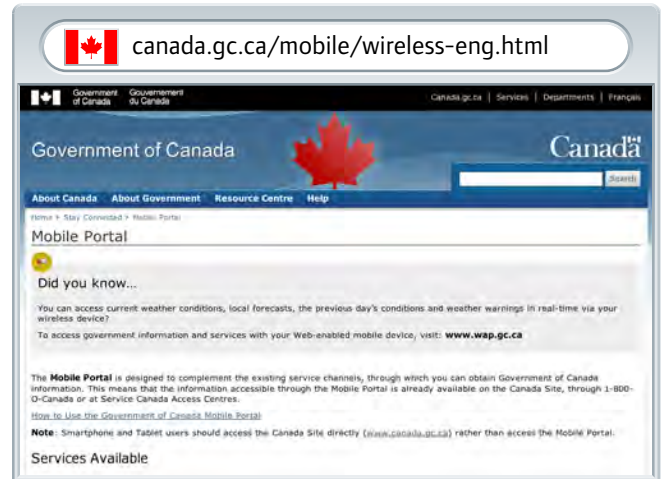 canada.gc.ca/mobile/wireless-eng.html
Government Gouvernement
of Canada du Canada
Canada.gc.ca | Services | Departments | Français
Government of Canada
Canada
Search
About Canada About Government Resource Centre Help
Home > Stay Connected > Mobile Portal
Mobile Portal
Did you know...
You can access current weather conditions, local forecasts, the previous day's conditions and weather warnings in real-time via your
wireless device?
To access government information and services with your Web-enabled mobile device, visit: www.wap.gc.ca
The Mobile Portal is designed to complement the existing service channels, through which you can obtain Government of Canada
information. This means that the information accessible through the Mobile Portal is already available on the Canada Site, through 1-800-
O-Canada or at Service Canada Access Centres.
How to Use the Government of Canada Mobile Portal
Note: Smartphone and Tablet users should access the Canada Site directly (www.canada.gc.ca) rather than access the Mobile Portal.
Services Available